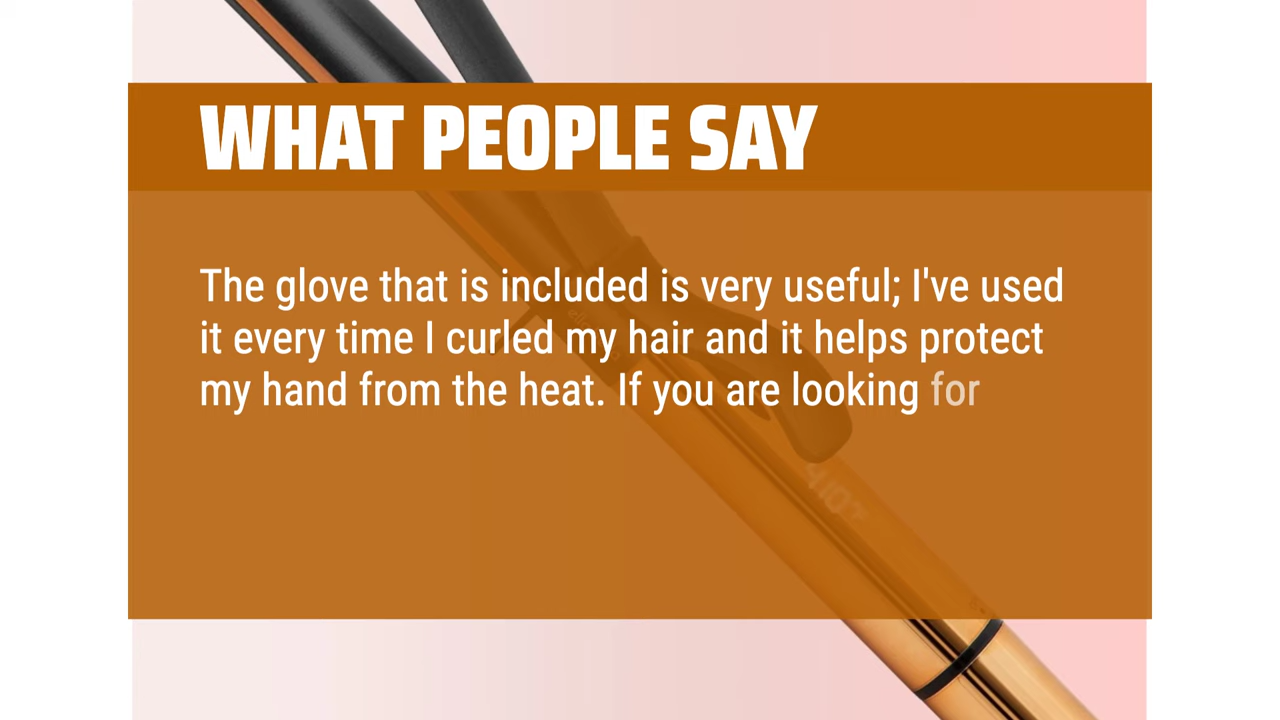 WHAT PEOPLE SAY
The glove that is included is very useful; I've used
it every time I curled my hair and it helps protect
my hand from the heat. If you are looking for